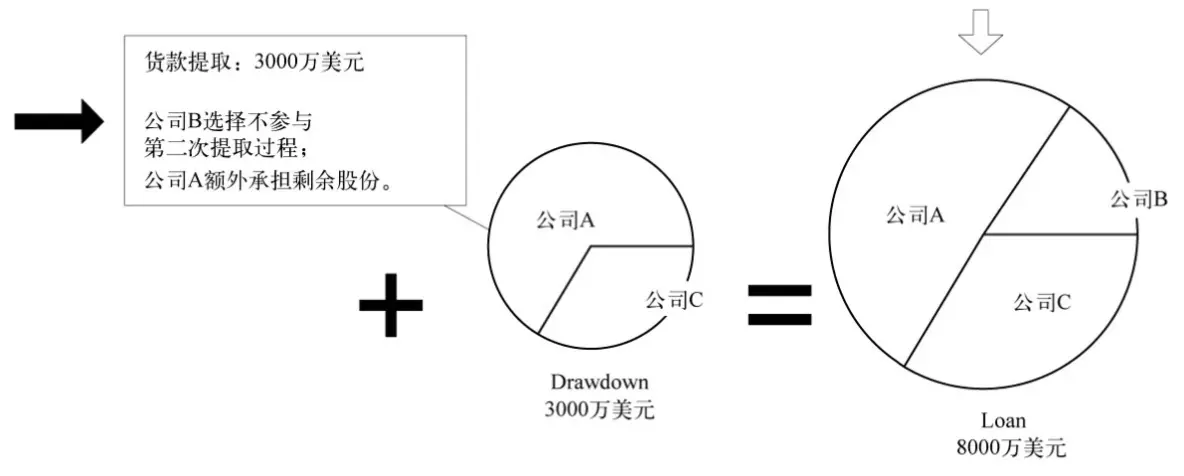 货款提取：3000万美元
公司B选择不参与
第二次提取过程；
公司A额外承担剩余股份。
公司A
公司C
Drawdown
3000万美元
公司A
公司B
公司C
Loan
8000万美元